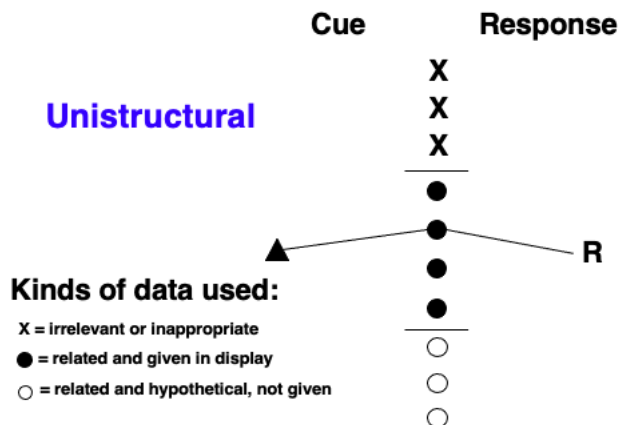 Cue Response
X
X
Unistructural
X
R
Kinds of data used:
X = irrelevant or inappropriate
= related and given in display
= related and hypothetical, not given